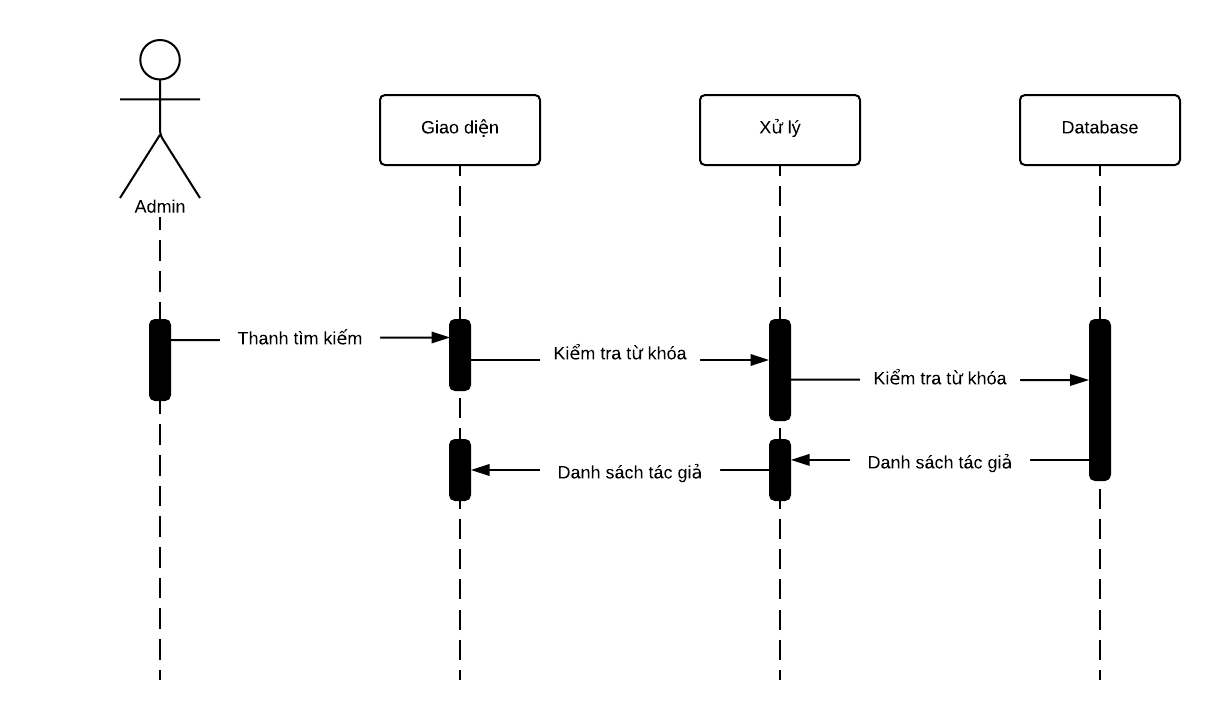 Giao diện
Xử lý
Database
Admin
Thanh tìm kiếm
Kiểm tra từ khóa
Kiểm tra từ khóa
Danh sách tác giả
Danh sách tác giả